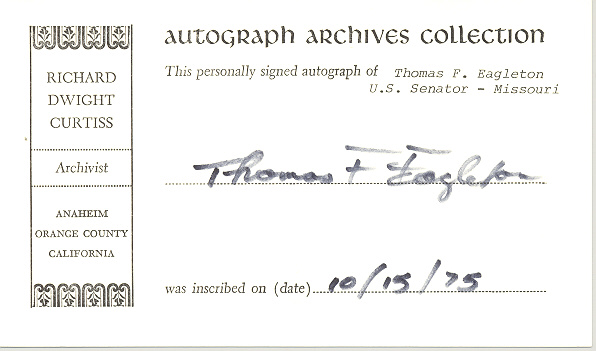 AUTOGRAPH ARCHIVES COLLECTION
RICHARD
DWIGHT
CURTISS
Archivist
ANAHEIM
ORANGE COUNTY
CALIFORNIA
This personally signed autograph of Thomas F. Eagleton
U.S. Senator - Missouri
Thomas F Eagleton
was inscribed on (date) 10/15/75